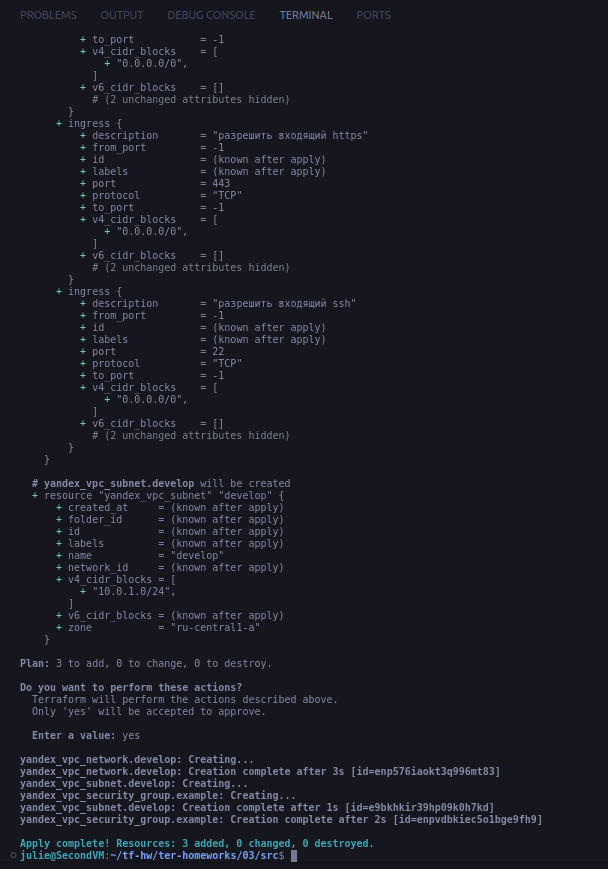 PROBLEMS OUTPUT DEBUG CONSOLE TERMINAL PORTS
+ to_port = -1
+ v4_cidr_blocks = [
+ "0.0.0.0/0",
]
+ v6_cidr_blocks = []
# (2 unchanged attributes hidden)
}
+ ingress {
+ description = "разрешить входящий https"
+ from_port = -1
+ id = (known after apply)
+ labels = (known after apply)
+ port = 443
+ protocol = "TCP"
+ to_port = -1
+ v4_cidr_blocks = [
+ "0.0.0.0/0",
]
+ v6_cidr_blocks = []
# (2 unchanged attributes hidden)
}
+ ingress {
+ description = "разрешить входящий ssh"
+ from_port = -1
+ id = (known after apply)
+ labels = (known after apply)
+ port = 22
+ protocol = "TCP"
+ to_port = -1
+ v4_cidr_blocks = [
+ "0.0.0.0/0",
]
+ v6_cidr_blocks = []
# (2 unchanged attributes hidden)
}
}
# yandex_vpc_subnet.develop will be created
+ resource "yandex_vpc_subnet" "develop" {
+ created_at = (known after apply)
+ folder_id = (known after apply)
+ id = (known after apply)
+ labels = (known after apply)
+ name = "develop"
+ network_id = (known after apply)
+ v4_cidr_blocks = [
+ "10.0.1.0/24",
]
+ v6_cidr_blocks = (known after apply)
+ zone = "ru-central1-a"
}
Plan: 3 to add, 0 to change, 0 to destroy.
Do you want to perform these actions?
Terraform will perform the actions described above.
Only 'yes' will be accepted to approve.
Enter a value: yes
yandex_vpc_network.develop: Creating...
yandex_vpc_network.develop: Creation complete after 3s [id=enp576iaokt3q996mt83]
yandex_vpc_subnet.develop: Creating...
yandex_vpc_security_group.example: Creating...
yandex_vpc_subnet.develop: Creation complete after 1s [id=e9bkhkir39hp09k0h7kd]
yandex_vpc_security_group.example: Creation complete after 2s [id=enpvdbkiec5o1bge9fh9]
Apply complete! Resources: 3 added, 0 changed, 0 destroyed.
julie@SecondVM:~/tf-hw/ter-homeworks/03/src$